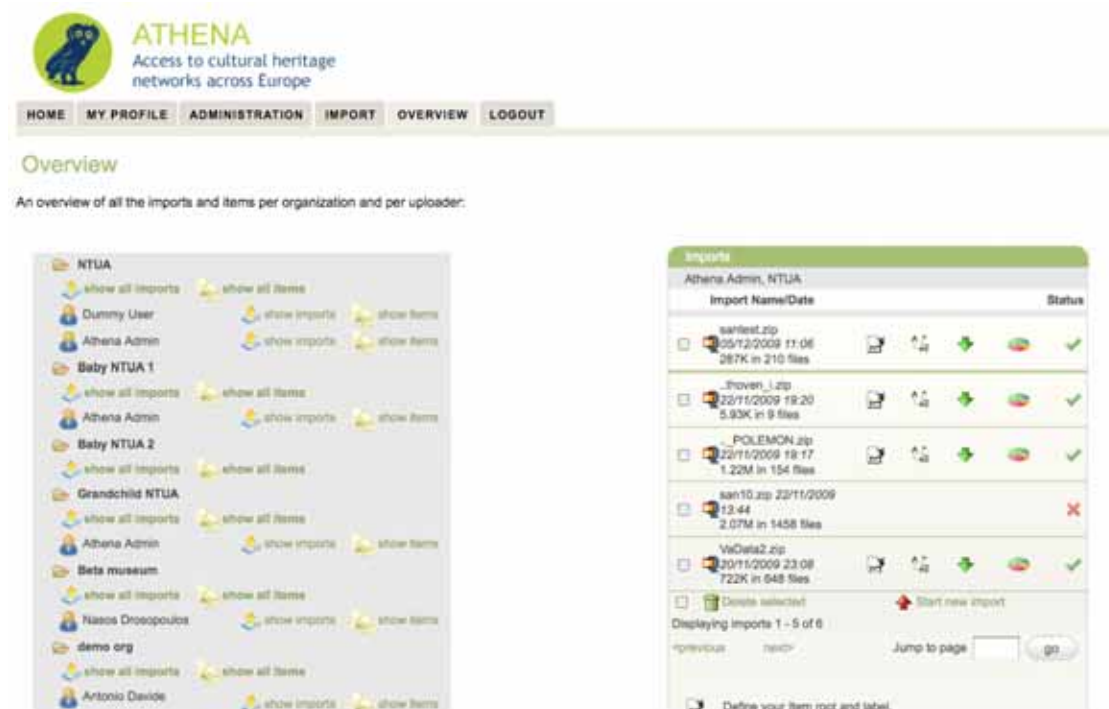 ATHENA
Access to cultural heritage
networks across Europe
HOME MY PROFILE ADMINISTRATION IMPORT OVERVIEW LOGOUT
Overview
An overview of all the imports and items per organization and per uploader:
NTUA
show all imports show all items
Dummy User show imports show items
Athena Admin show imports show items
Baby NTUA 1
show all imports show all items
Athena Admin show imports show items
Baby NTUA 2
show all imports show all items
Grandchild NTUA
show all imports show all items
Athena Admin show imports show items
Beta museum
show all imports show all items
Nasos Drosopoulos show imports show items
demo org
show all imports show all items
Antonio Davide show imports show items
Imports
Athena Admin, NTUA
Import Name/Date Status
santest.zip
05/12/2009 11:06
287K in 210 files
..thoven_i.zip
22/11/2009 19:20
5.93K in 9 files
.._POLEMON.zip
22/11/2009 19:17
1.22M in 154 files
san10.zip 22/11/2009
13:44
2.07M in 1458 files
VaData2.zip
20/11/2009 23:08
722K in 648 files
Delete selected Start new import
Displaying imports 1 - 5 of 6
<previous next> Jump to page go
Define your item root and label.